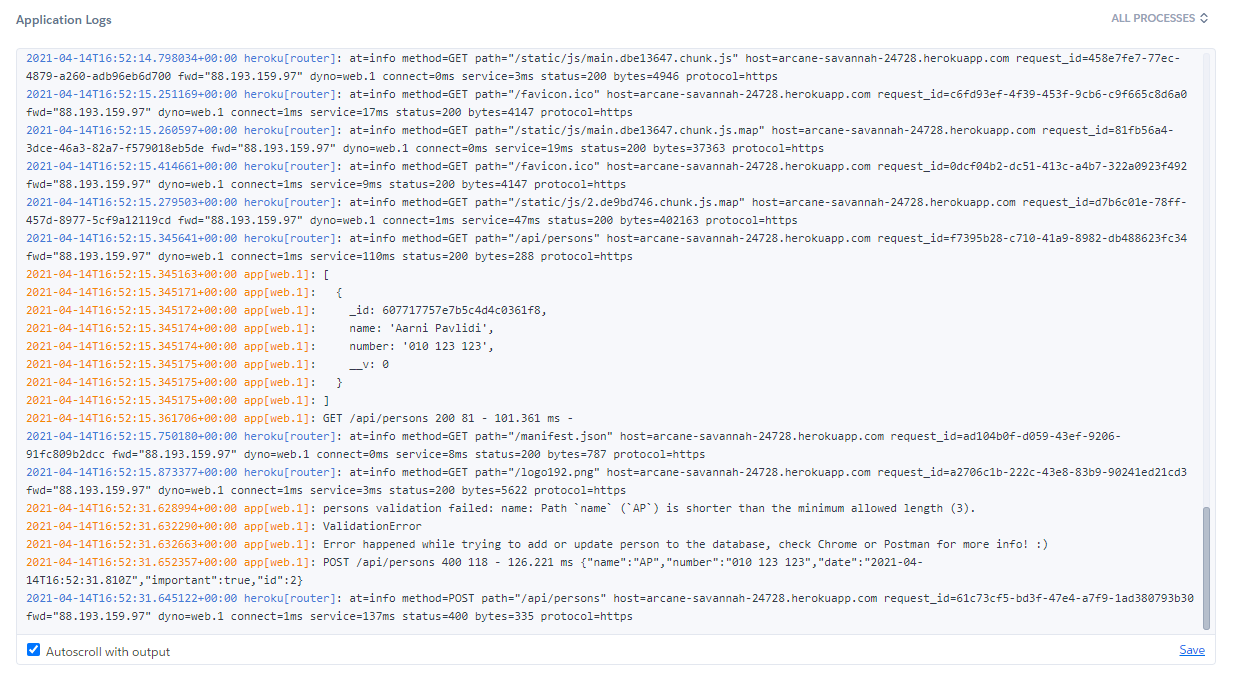 Application Logs
ALL PROCESSES
2021-04-14T16:52:14.798034+00:00 heroku[router]: at=info method=GET path="/static/js/main.dbe13647.chunk.js" host=arcane-savannah-24728.herokuapp.com request_id=458e7fe7-77ec-
4879-a260-adb96eb6d700 fwd="88.193.159.97" dyno=web.1 connect=0ms service=3ms status=200 bytes=4946 protocol=https
2021-04-14T16:52:15.251169+00:00 heroku[router]: at=info method=GET path="/favicon.ico" host=arcane-savannah-24728.herokuapp.com request_id=c6fd93ef-4f39-453f-9cb6-c9f665c8d6a0
fwd="88.193.159.97" dyno=web.1 connect=1ms service=17ms status=200 bytes=4147 protocol=https
2021-04-14T16:52:15.260597+00:00 heroku[router]: at=info method=GET path="/static/js/main.dbe13647.chunk.js.map" host=arcane-savannah-24728.herokuapp.com request_id=81fb56a4-
3dce-46a3-82a7-f579018eb5de fwd="88.193.159.97" dyno=web.1 connect=0ms service=19ms status=200 bytes=37363 protocol=https
2021-04-14T16:52:15.414661+00:00 heroku[router]: at=info method=GET path="/favicon.ico" host=arcane-savannah-24728.herokuapp.com request_id=0dcf04b2-dc51-413c-a4b7-322a0923f492
fwd="88.193.159.97" dyno=web.1 connect=1ms service=9ms status=200 bytes=4147 protocol=https
2021-04-14T16:52:15.279503+00:00 heroku[router]: at=info method=GET path="/static/js/2.de9bd746.chunk.js.map" host=arcane-savannah-24728.herokuapp.com request_id=d7b6c01e-78ff-
457d-8977-5cf9a12119cd fwd="88.193.159.97" dyno=web.1 connect=1ms service=47ms status=200 bytes=402163 protocol=https
2021-04-14T16:52:15.345641+00:00 heroku[router]: at=info method=GET path="/api/persons" host=arcane-savannah-24728.herokuapp.com request_id=f7395b28-c710-41a9-8982-db488623fc34
fwd="88.193.159.97" dyno=web.1 connect=1ms service=110ms status=200 bytes=288 protocol=https
2021-04-14T16:52:15.345163+00:00 app[web.1]: [
2021-04-14T16:52:15.345171+00:00 app[web.1]:   {
2021-04-14T16:52:15.345172+00:00 app[web.1]:     _id: 607717757e7b5c4d4c0361f8,
2021-04-14T16:52:15.345174+00:00 app[web.1]:     name: 'Aarni Pavlidi',
2021-04-14T16:52:15.345174+00:00 app[web.1]:     number: '010 123 123',
2021-04-14T16:52:15.345175+00:00 app[web.1]:     __v: 0
2021-04-14T16:52:15.345175+00:00 app[web.1]:   }
2021-04-14T16:52:15.345175+00:00 app[web.1]: ]
2021-04-14T16:52:15.361706+00:00 app[web.1]: GET /api/persons 200 81 - 101.361 ms -
2021-04-14T16:52:15.750180+00:00 heroku[router]: at=info method=GET path="/manifest.json" host=arcane-savannah-24728.herokuapp.com request_id=ad104b0f-d059-43ef-9206-
91fc809b2dcc fwd="88.193.159.97" dyno=web.1 connect=0ms service=8ms status=200 bytes=787 protocol=https
2021-04-14T16:52:15.873377+00:00 heroku[router]: at=info method=GET path="/logo192.png" host=arcane-savannah-24728.herokuapp.com request_id=a2706c1b-222c-43e8-83b9-90241ed21cd3
fwd="88.193.159.97" dyno=web.1 connect=1ms service=3ms status=200 bytes=5622 protocol=https
2021-04-14T16:52:31.628994+00:00 app[web.1]: persons validation failed: name: Path `name` (`AP`) is shorter than the minimum allowed length (3).
2021-04-14T16:52:31.632290+00:00 app[web.1]: ValidationError
2021-04-14T16:52:31.632663+00:00 app[web.1]: Error happened while trying to add or update person to the database, check Chrome or Postman for more info! :)
2021-04-14T16:52:31.652357+00:00 app[web.1]: POST /api/persons 400 118 - 126.221 ms {"name":"AP","number":"010 123 123","date":"2021-04-
14T16:52:31.810Z","important":true,"id":2}
2021-04-14T16:52:31.645122+00:00 heroku[router]: at=info method=POST path="/api/persons" host=arcane-savannah-24728.herokuapp.com request_id=61c73cf5-bd3f-47e4-a7f9-1ad380793b30
fwd="88.193.159.97" dyno=web.1 connect=1ms service=137ms status=400 bytes=335 protocol=https
Autoscroll with output
Save